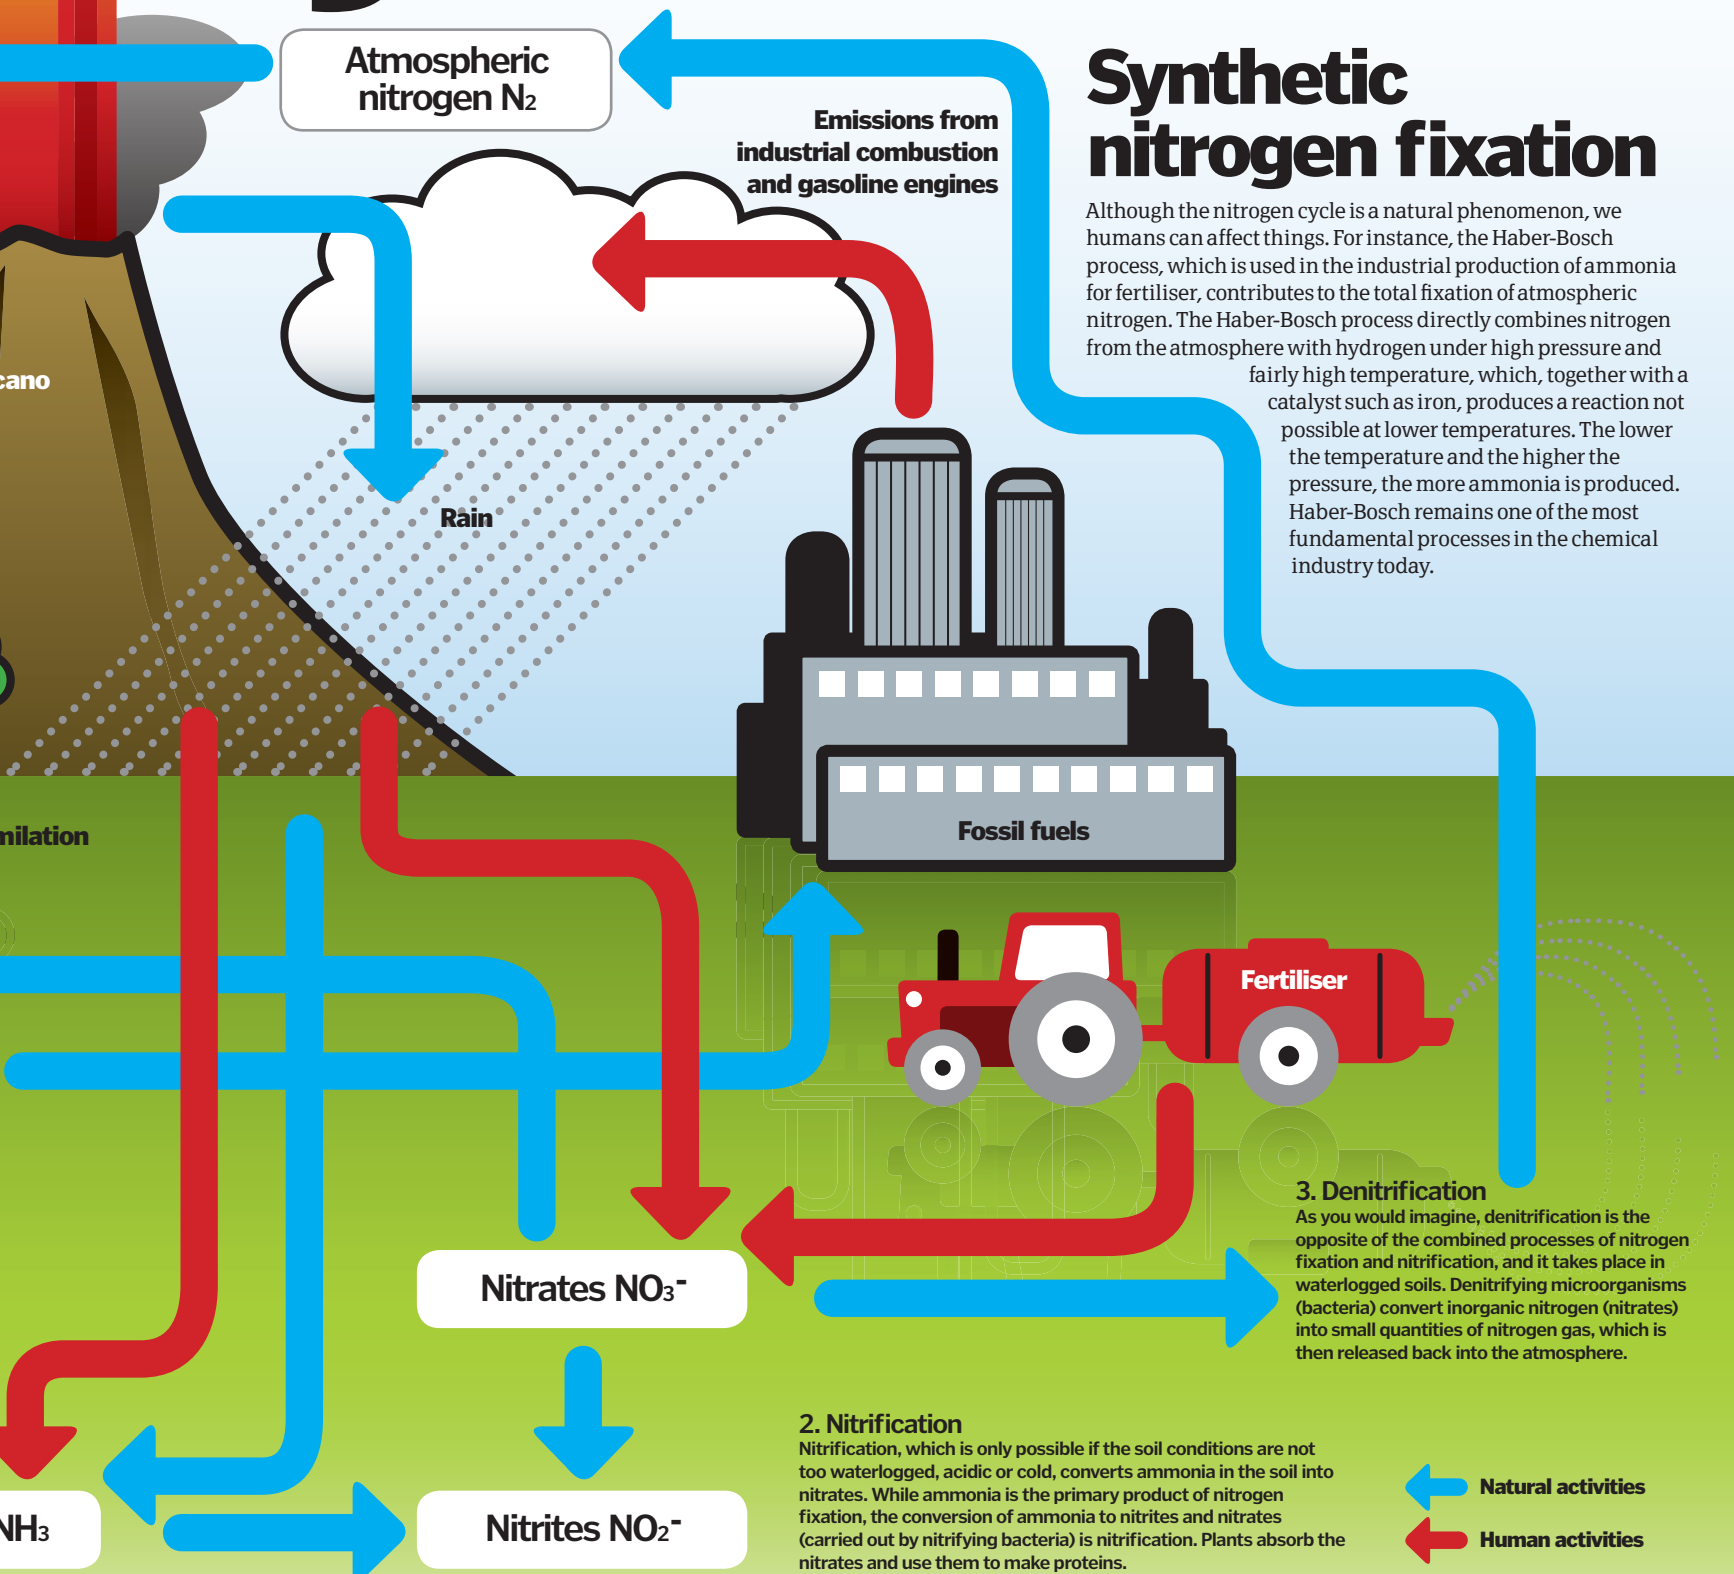 Atmospheric
nitrogen N2
Emissions from
industrial combustion
and gasoline engines
Synthetic
nitrogen fixation
Although the nitrogen cycle is a natural phenomenon, we
humans can affect things. For instance, the Haber-Bosch
process, which is used in the industrial production of ammonia
for fertiliser, contributes to the total fixation of atmospheric
nitrogen. The Haber-Bosch process directly combines nitrogen
from the atmosphere with hydrogen under high pressure and
fairly high temperature, which, together with a
catalyst such as iron, produces a reaction not
possible at lower temperatures. The lower
the temperature and the higher the
pressure, the more ammonia is produced.
Haber-Bosch remains one of the most
fundamental processes in the chemical
industry today.
cano
Rain
Fossil fuels
milation
Fertiliser
3. Denitrification
As you would imagine, denitrification is the
opposite of the combined processes of nitrogen
fixation and nitrification, and it takes place in
waterlogged soils. Denitrifying microorganisms
(bacteria) convert inorganic nitrogen (nitrates)
into small quantities of nitrogen gas, which is
then released back into the atmosphere.
Nitrates NO3-
2. Nitrification
Nitrification, which is only possible if the soil conditions are not
too waterlogged, acidic or cold, converts ammonia in the soil into
nitrates. While ammonia is the primary product of nitrogen
fixation, the conversion of ammonia to nitrites and nitrates
(carried out by nitrifying bacteria) is nitrification. Plants absorb the
nitrates and use them to make proteins.
Natural activities
Human activities
NH3
Nitrites NO2-